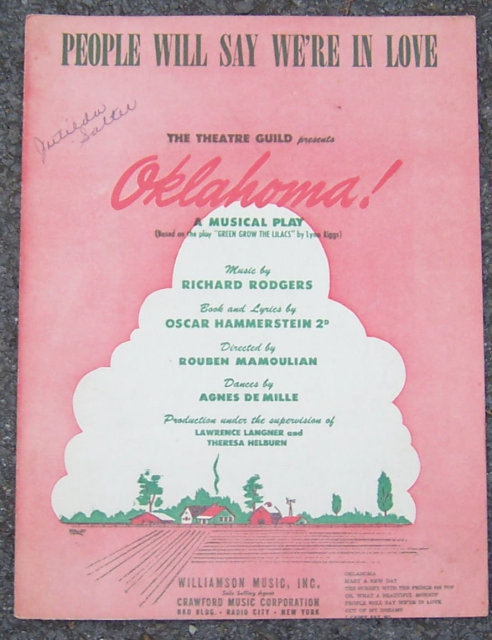 PEOPLE WILL SAY WE'RE IN LOVE
Salter
THE THEATRE GUILD presents
Oklahoma!
A MUSICAL PLAY
(Based on the play "GREEN GROW THE LILACS" by Lynn Riggs)
Music by
RICHARD RODGERS
Book and Lyrics by
OSCAR HAMMERSTEIN 2D
Directed by
ROUBEN MAMOULIAN
Dances by
AGNES DE MILLE
Production under the supervision of
LAWRENCE LANGNER and
THERESA HELBURN
WILLIAMSON MUSIC, INC.
Sole Selling Agent
CRAWFORD MUSIC CORPORATION
RKO BLDG. • RADIO CITY • NEW YORK
OKLAHOMA
MANY A NEW DAY
THE SURREY WITH THE FRINGE ON TOP
OH, WHAT A BEAUTIFUL MORNIN'
PEOPLE WILL SAY WE'RE IN LOVE
OUT OF MY DREAMS